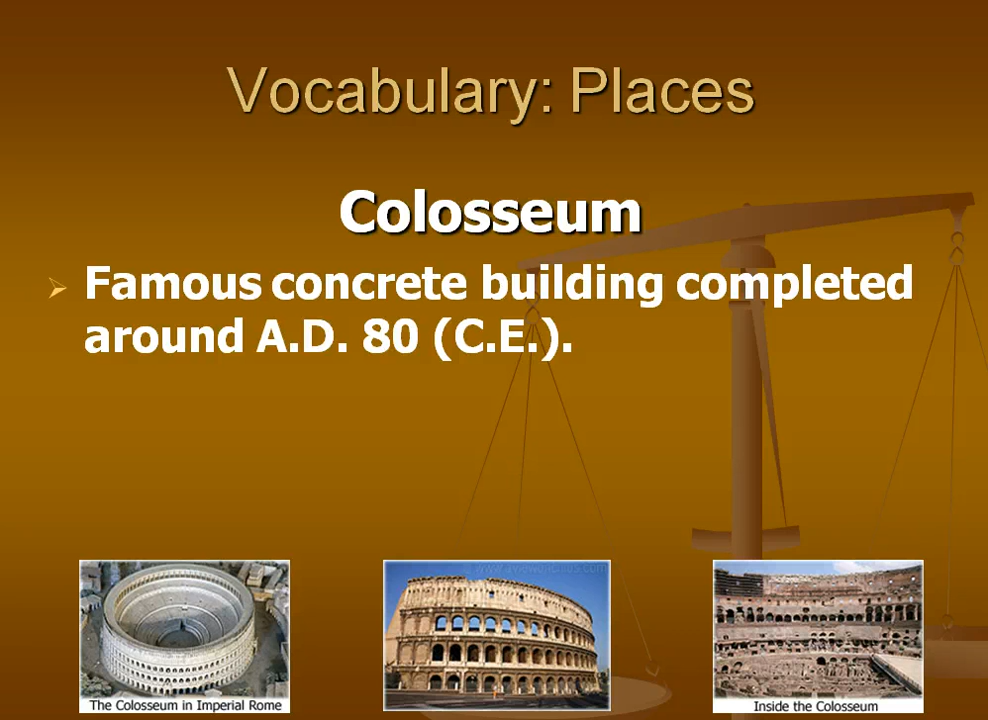 Vocabulary: Places
Colosseum
Famous concrete building completed
around A.D. 80 (C.E.).
The Colosseum in Imperial Rome
Inside the Colosseum